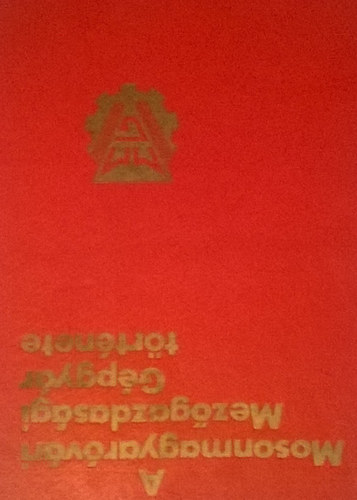 A
Mosonmagyaróvári
Mezőgazdasági
Gépgyár
története